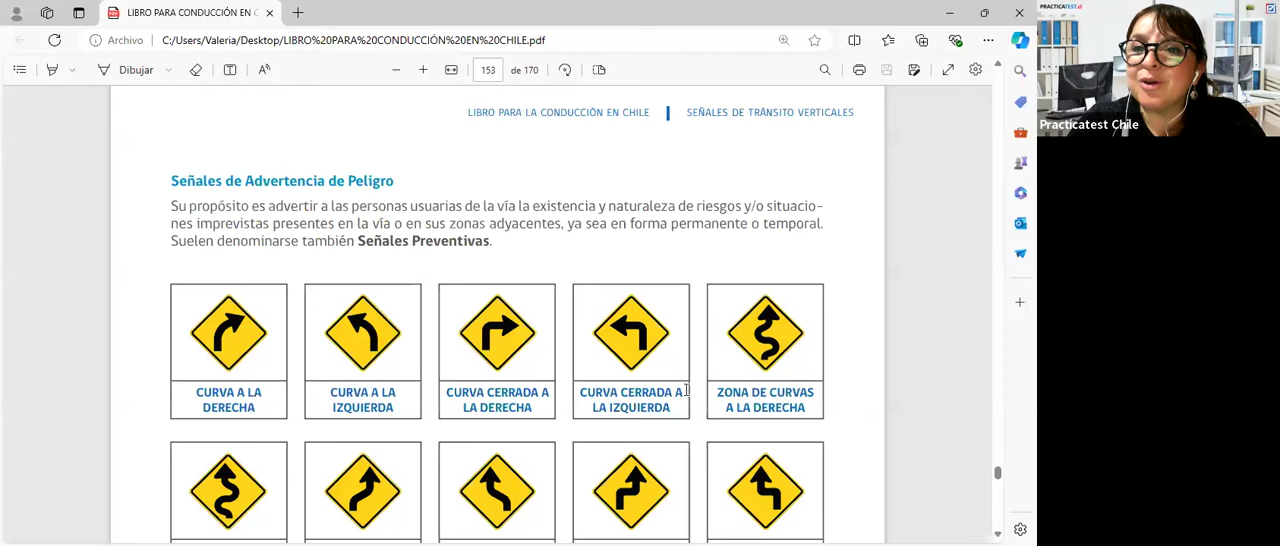 LIBRO PARA CONDUCCIÓN EN C
Archivo
C:/Users/Valeria/Desktop/LIBRO%20PARA%20CONDUCCIÓN%20EN%20CHILE.pdf
Dibujar
153 de 170
LIBRO PARA LA CONDUCCIÓN EN CHILE | SEÑALES DE TRÁNSITO VERTICALES
Señales de Advertencia de Peligro
Su propósito es advertir a las personas usuarias de la vía la existencia y naturaleza de riesgos y/o situacio-
nes imprevistas presentes en la vía o en sus zonas adyacentes, ya sea en forma permanente o temporal.
Suelen denominarse también Señales Preventivas.
CURVA A LA
DERECHA
CURVA A LA
IZQUIERDA
CURVA CERRADA A
LA DERECHA
CURVA CERRADA A
LA IZQUIERDA
ZONA DE CURVAS
A LA DERECHA
PRACTICATEST.cl
Practicatest Chile